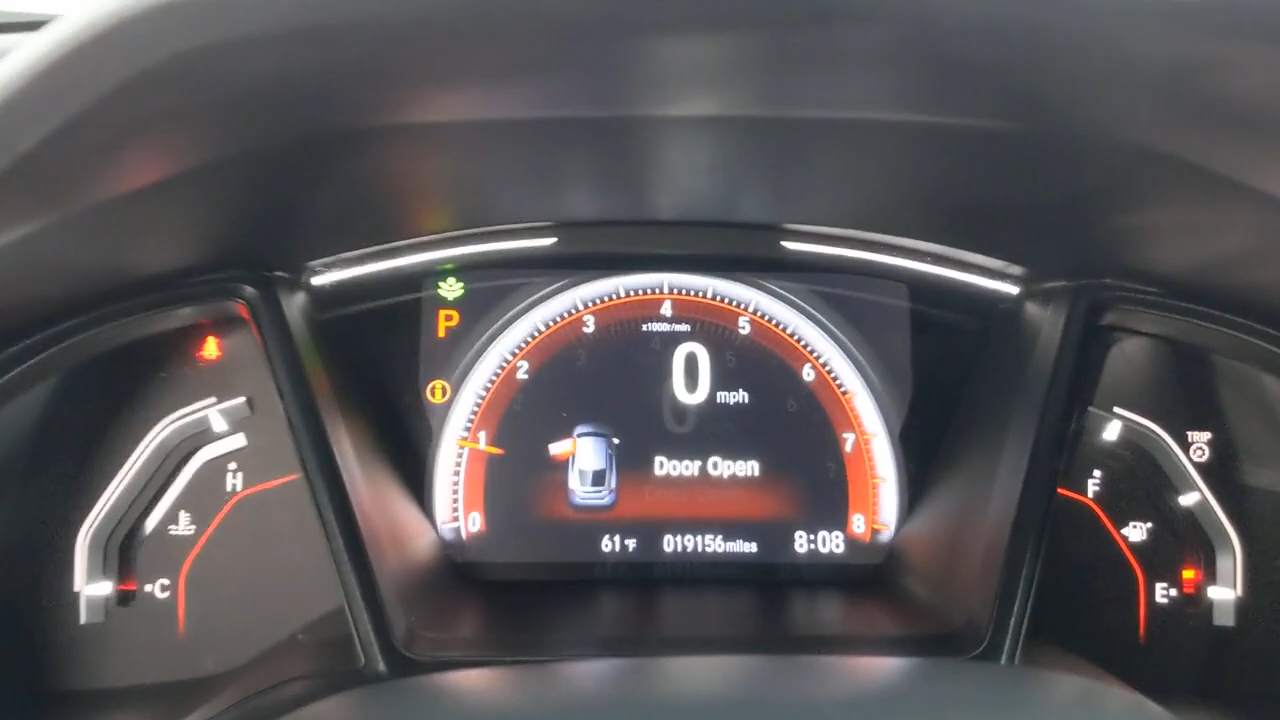 P
0 1 2 3 4 5 6 7 8
x1000r/min
0 mph
Door Open
61°F 019156miles 8:08
H
C
TRIP
F
E